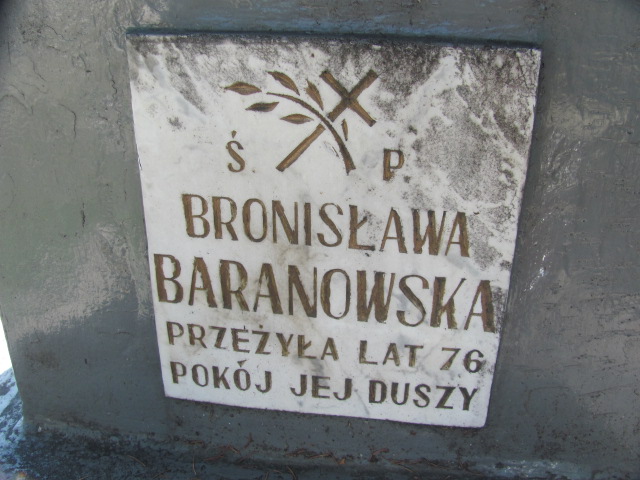 Ś. P
BRONISŁAWA
BARANOWSKA
PRZEŻYŁA LAT 76
POKÓJ JEJ DUSZY